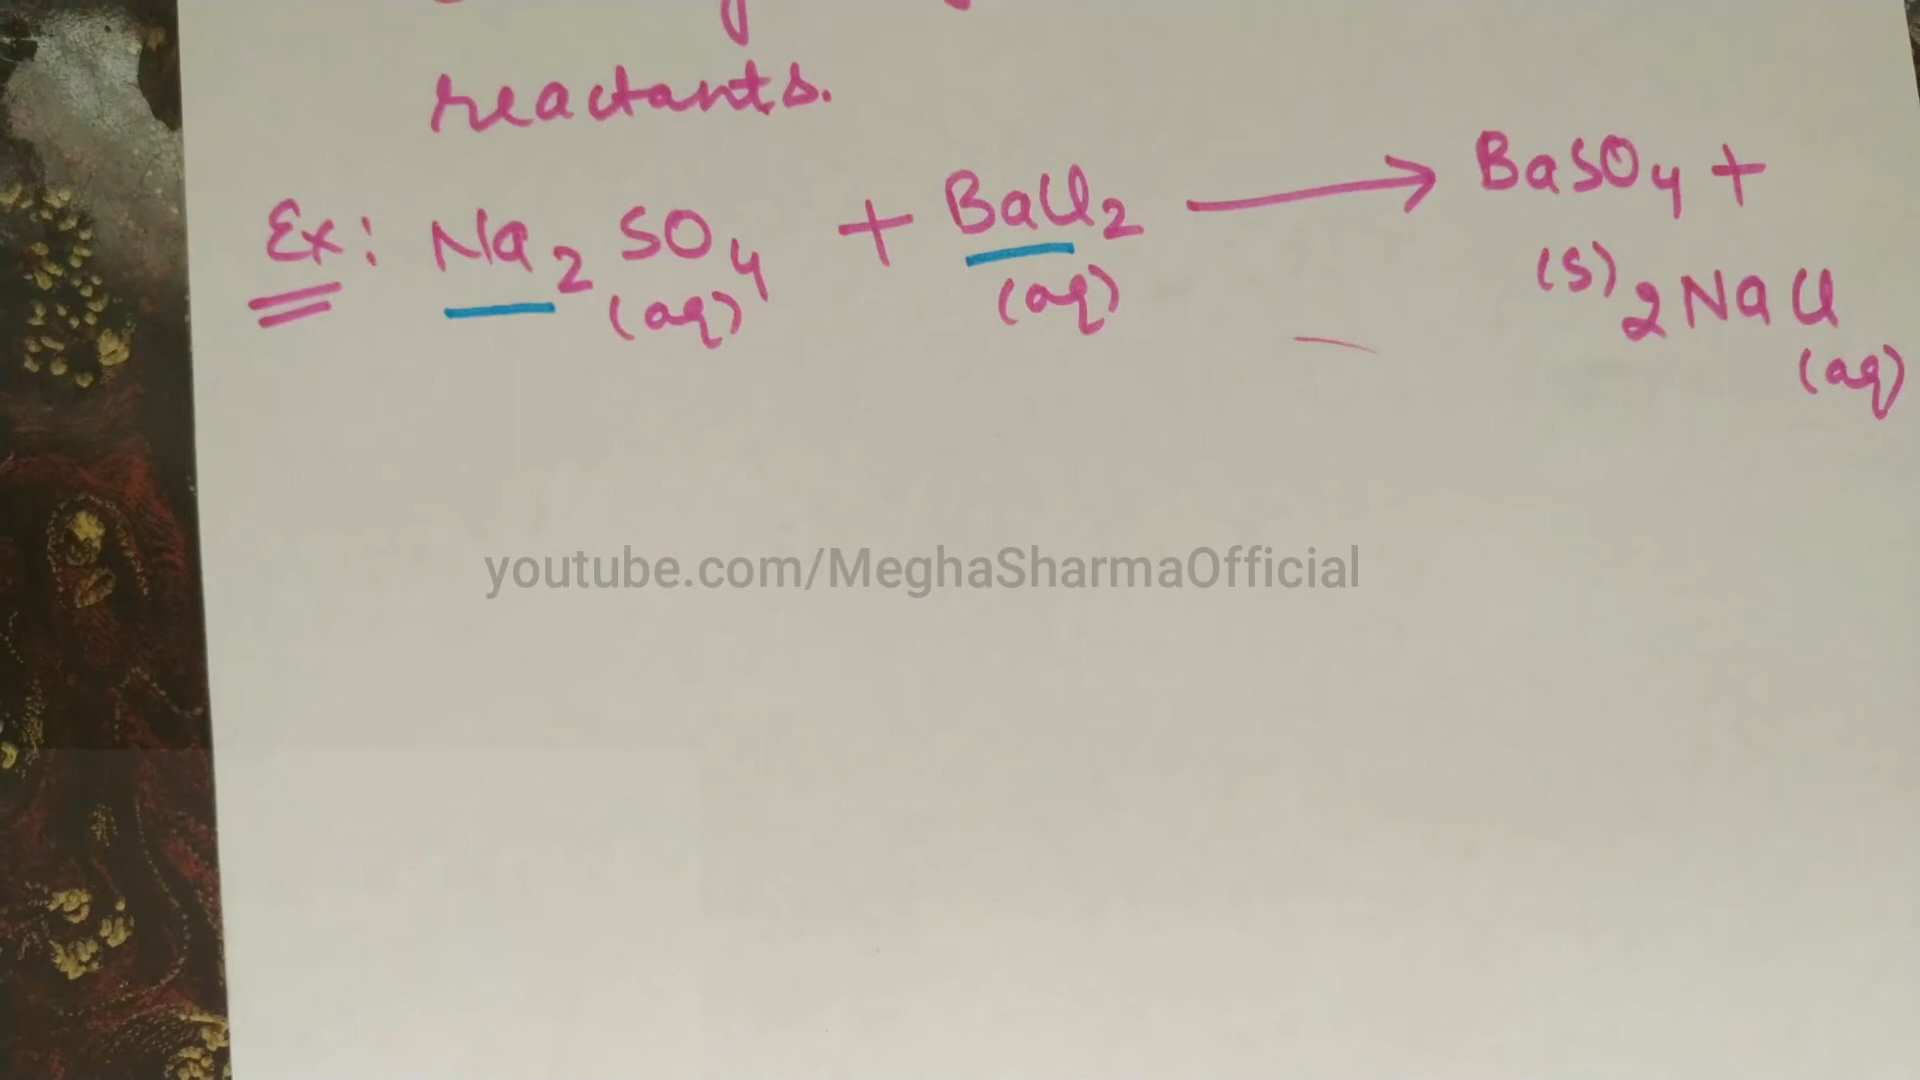 reactants.
Ex: Na₂SO₄ + BaCl₂ ⟶ BaSO₄ +
(aq) (aq) (s) 2NaCl
(aq)
youtube.com/MeghaSharmaOfficial